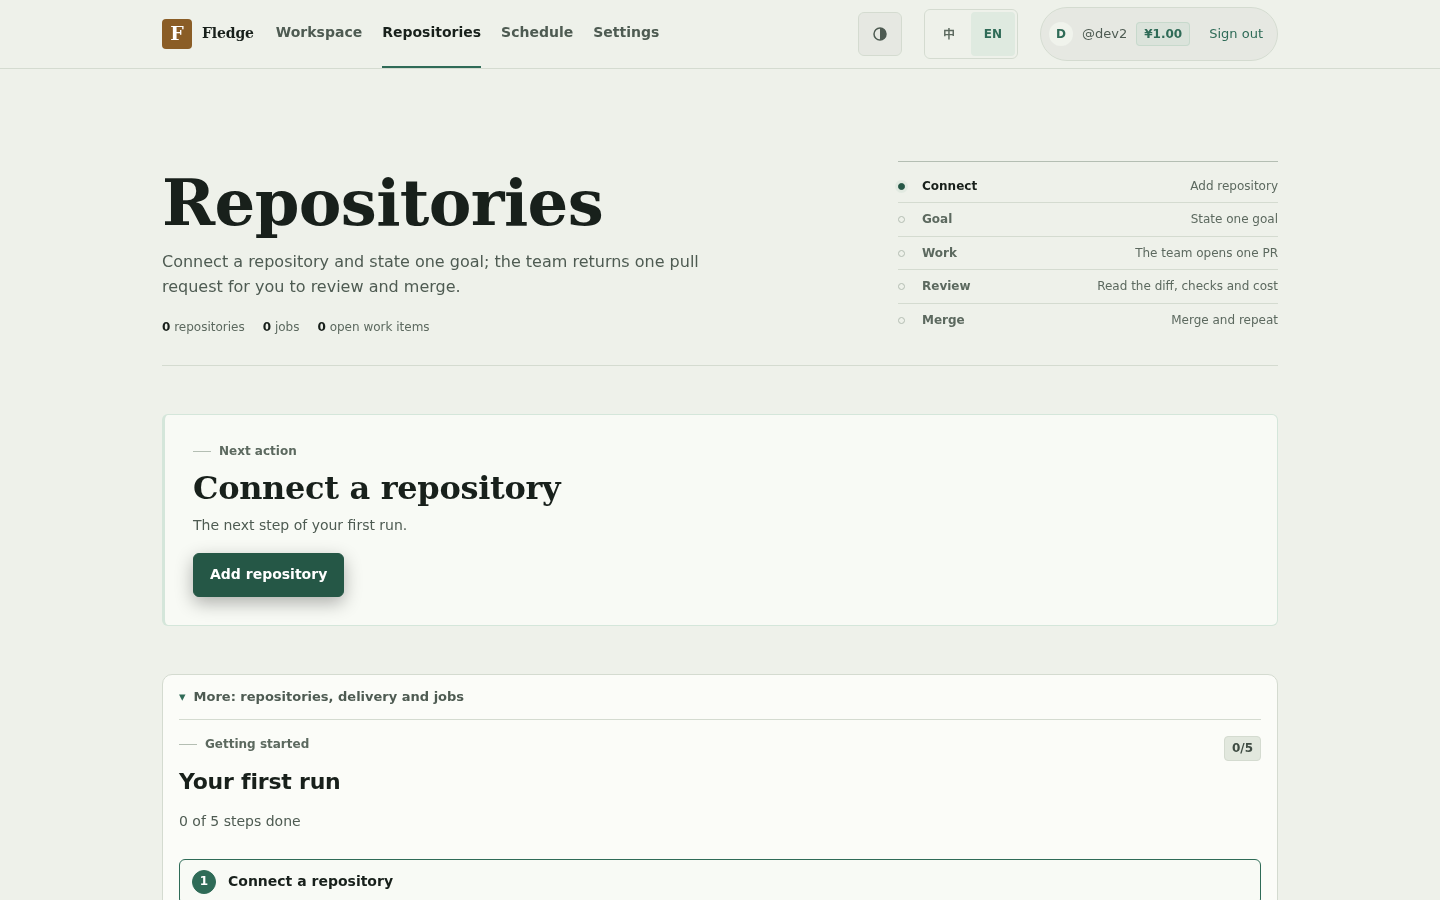 F Fledge Workspace Repositories Schedule Settings 中 EN D @dev2 ¥1.00 Sign out
Repositories
Connect a repository and state one goal; the team returns one pull
request for you to review and merge.
0 repositories 0 jobs 0 open work items
Connect Add repository
Goal State one goal
Work The team opens one PR
Review Read the diff, checks and cost
Merge Merge and repeat
Next action
Connect a repository
The next step of your first run.
Add repository
▾ More: repositories, delivery and jobs
Getting started 0/5
Your first run
0 of 5 steps done
1 Connect a repository